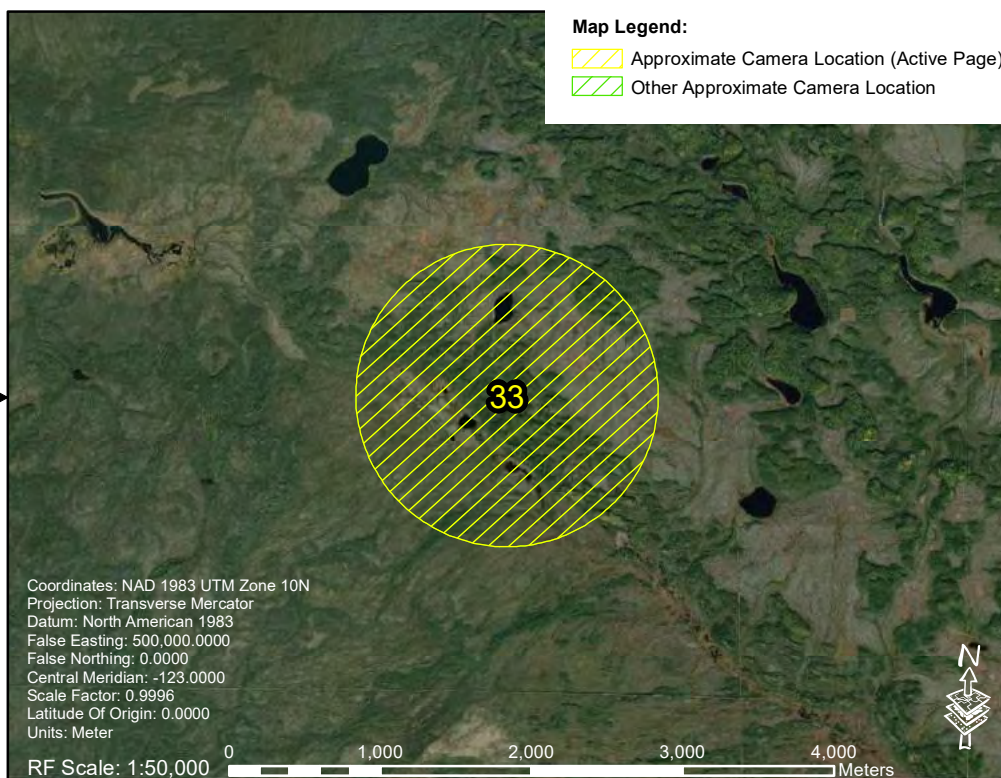 Map Legend:
Approximate Camera Location (Active Page)
Other Approximate Camera Location
33
Coordinates: NAD 1983 UTM Zone 10N
Projection: Transverse Mercator
Datum: North American 1983
False Easting: 500,000.0000
False Northing: 0.0000
Central Meridian: -123.0000
Scale Factor: 0.9996
Latitude Of Origin: 0.0000
Units: Meter
RF Scale: 1:50,000
0 1,000 2,000 3,000 4,000
Meters
N